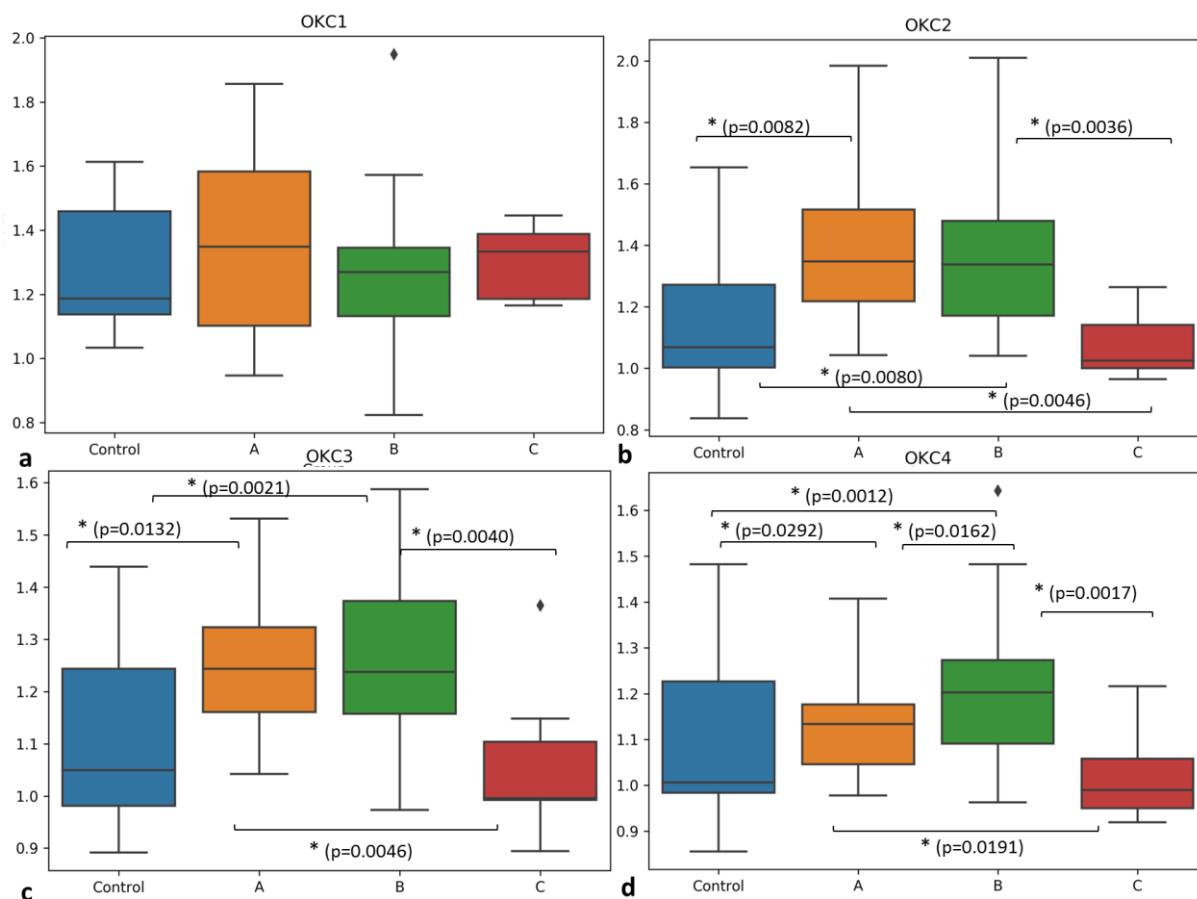 OKC1
2.0
1.8
1.6
1.4
1.2
1.0
0.8
Control A B C
a
OKC2
2.0
1.8
1.6
1.4
1.2
1.0
0.8
* (p=0.0082)
* (p=0.0036)
* (p=0.0080)
* (p=0.0046)
Control A B C
b
OKC3
1.6
1.5
1.4
1.3
1.2
1.1
1.0
0.9
* (p=0.0021)
* (p=0.0132)
* (p=0.0040)
* (p=0.0046)
Control A B C
c
OKC4
1.6
1.5
1.4
1.3
1.2
1.1
1.0
0.9
* (p=0.0012)
* (p=0.0292)
* (p=0.0162)
* (p=0.0017)
* (p=0.0191)
Control A B C
d